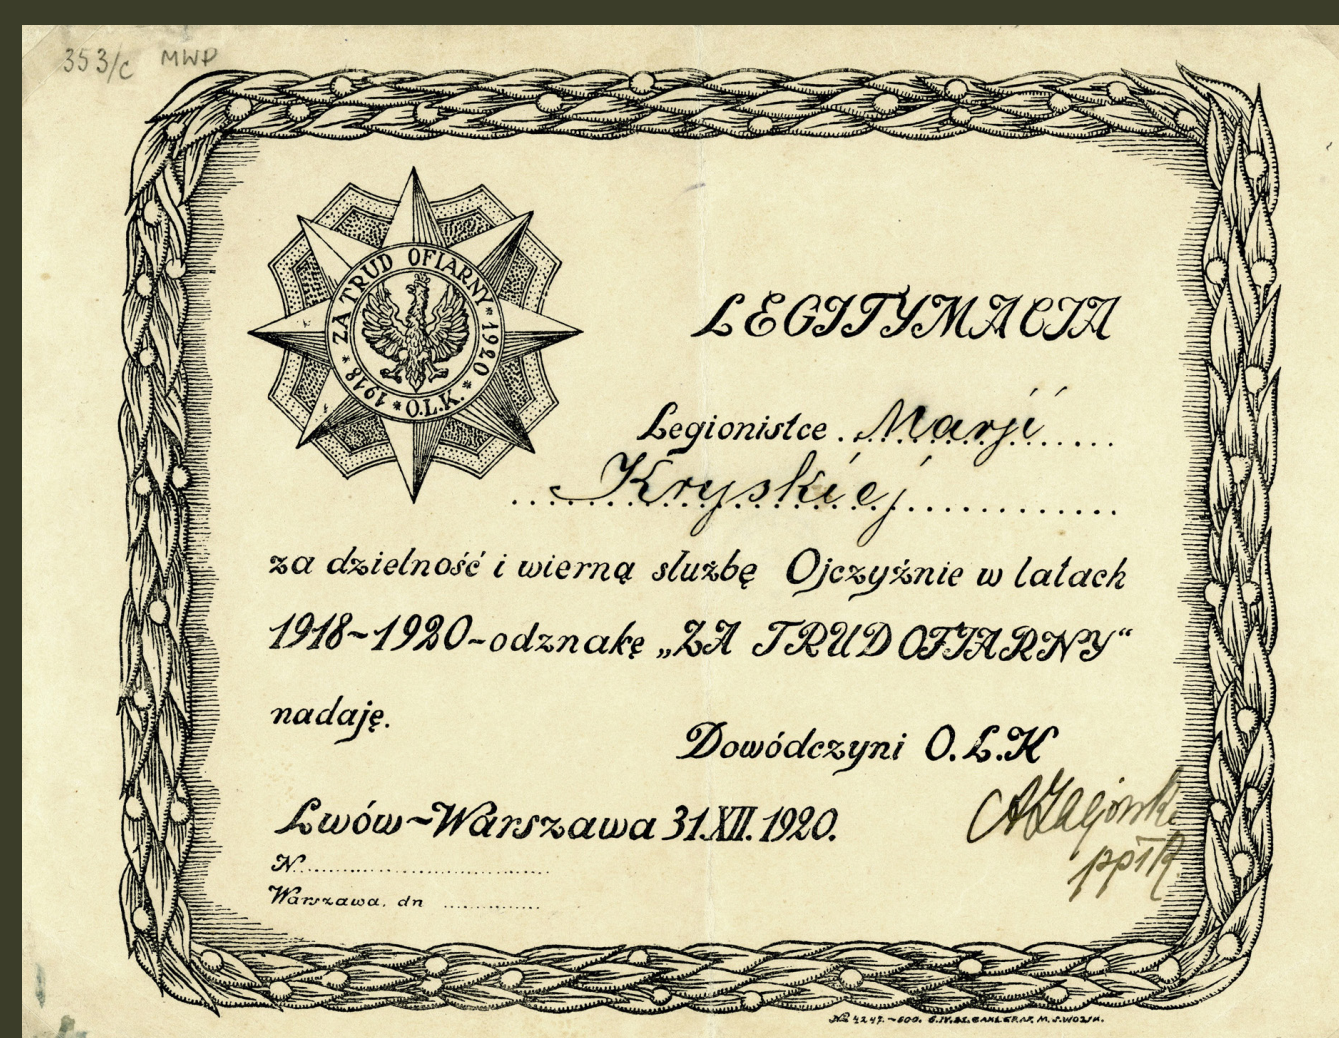 353/c MWP
ZA TRUD OFIARNY * 1920 * O.L.K. * 1918 *
LEGITYMACJA
Legionistce Marji
Kryskiej
za dzielność i wierną służbę Ojczyźnie w latach
1918~1920-odznakę „ZA TRUD OFIARNY“
nadaję.
Dowódczyni O.L.K
Lwów~Warszawa 31.XII.1920.
AZagórska
ppłk
N.
Warszawa, dn